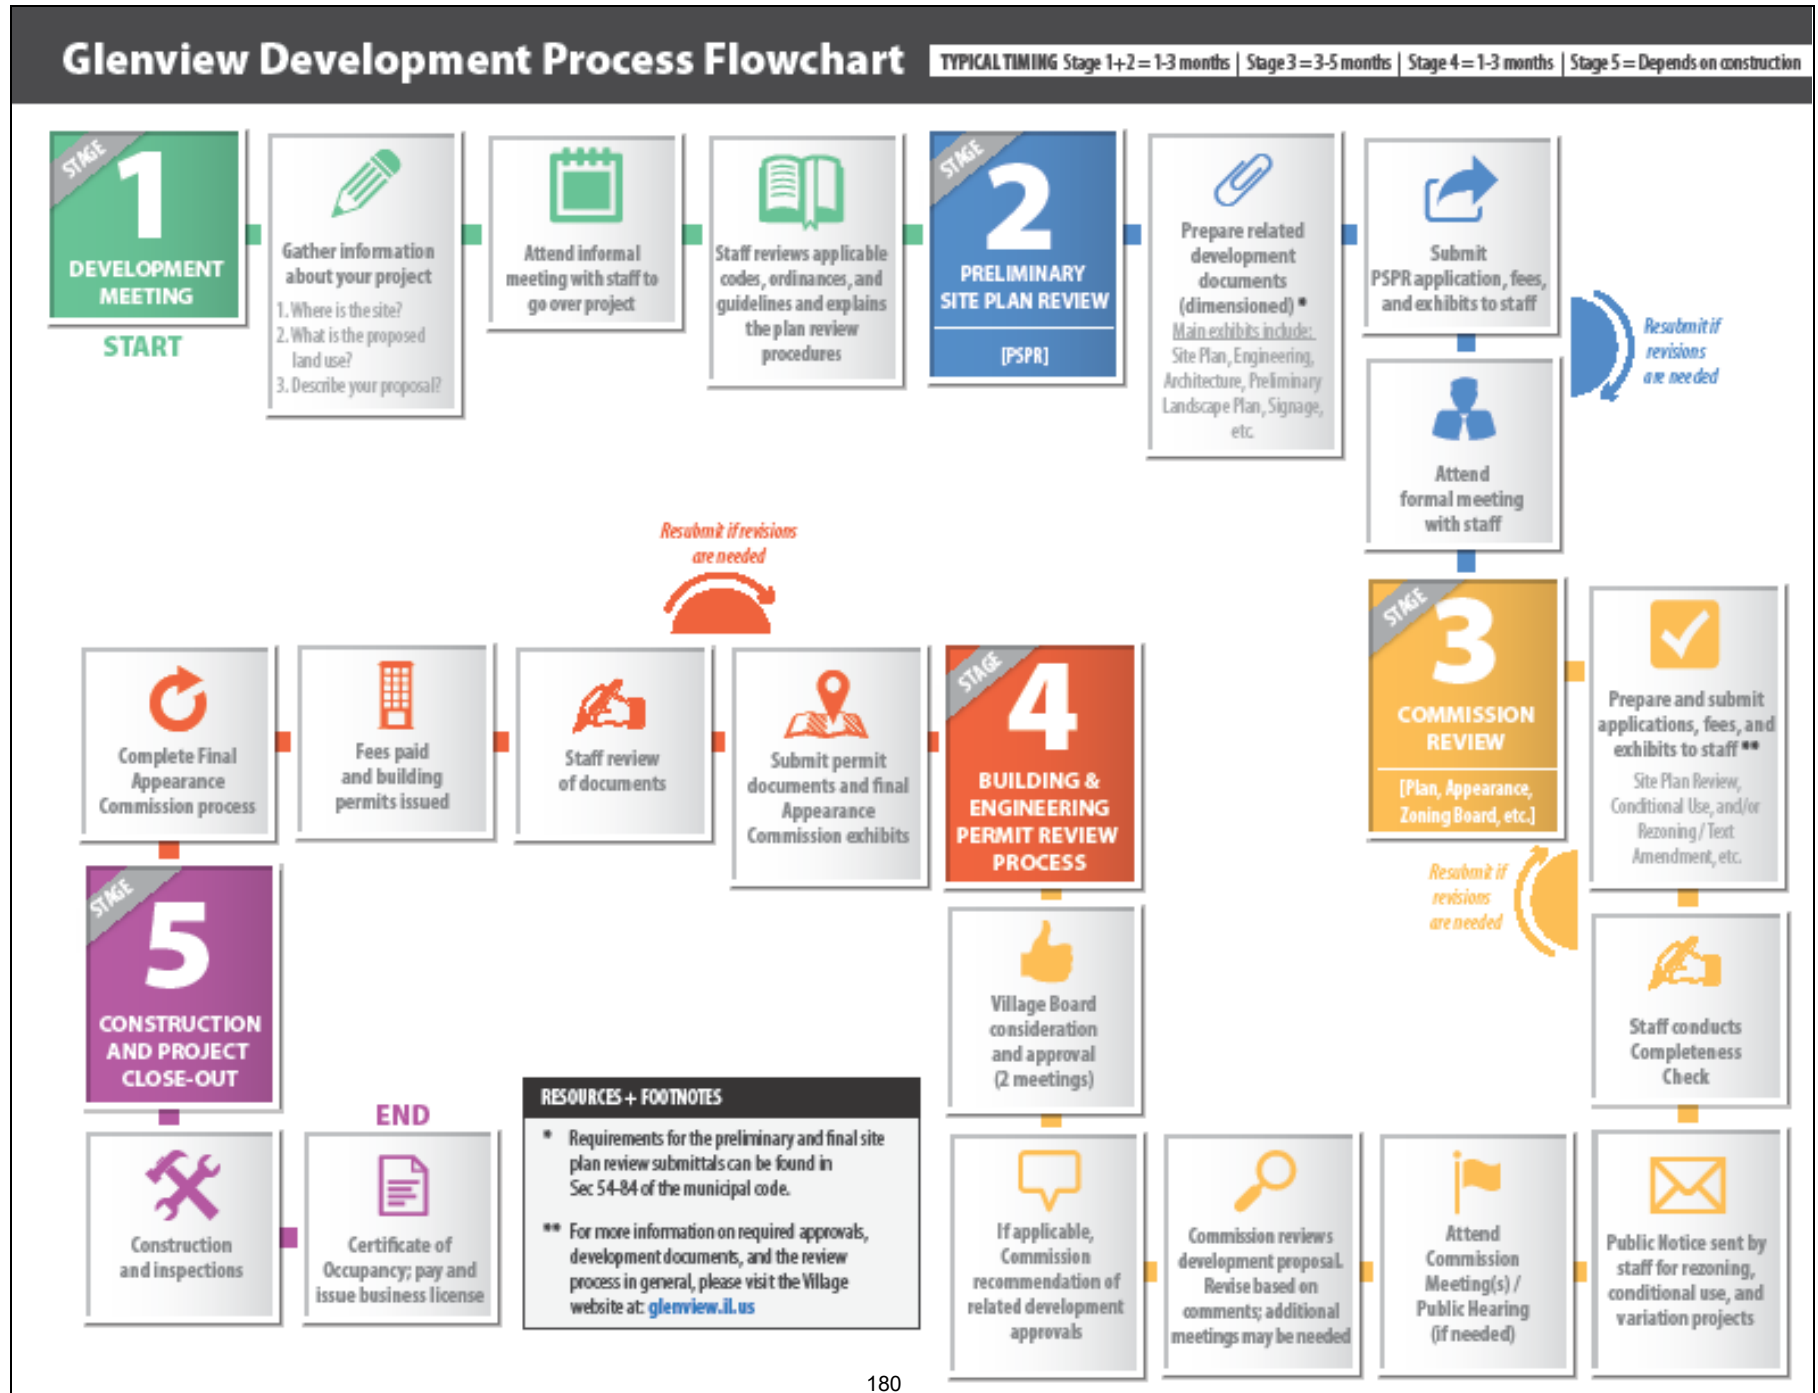 Glenview Development Process Flowchart
TYPICAL TIMING Stage 1+2 = 1-3 months | Stage 3 = 3-5 months | Stage 4 = 1-3 months | Stage 5 = Depends on construction
STAGE
1
DEVELOPMENT
MEETING
START
Gather information
about your project
1. Where is the site?
2. What is the proposed
land use?
3. Describe your proposal?
Attend informal
meeting with staff to
go over project
Staff reviews applicable
codes, ordinances, and
guidelines and explains
the plan review
procedures
STAGE
2
PRELIMINARY
SITE PLAN REVIEW
[PSPR]
Prepare related
development
documents
(dimensioned) *
Main exhibits include:
Site Plan, Engineering,
Architecture, Preliminary
Landscape Plan, Signage,
etc.
Submit
PSPR application, fees,
and exhibits to staff
Resubmit if
revisions
are needed
Attend
formal meeting
with staff
STAGE
3
COMMISSION
REVIEW
[Plan, Appearance,
Zoning Board, etc.]
Prepare and submit
applications, fees, and
exhibits to staff **
Site Plan Review,
Conditional Use, and/or
Rezoning / Text
Amendment, etc.
Resubmit if
revisions
are needed
Staff conducts
Completeness
Check
Public Notice sent by
staff for rezoning,
conditional use, and
variation projects
Attend
Commission
Meeting(s) /
Public Hearing
(if needed)
Commission reviews
development proposal.
Revise based on
comments; additional
meetings may be needed
If applicable,
Commission
recommendation of
related development
approvals
Village Board
consideration
and approval
(2 meetings)
STAGE
4
BUILDING &
ENGINEERING
PERMIT REVIEW
PROCESS
Submit permit
documents and final
Appearance
Commission exhibits
Resubmit if revisions
are needed
Staff review
of documents
Fees paid
and building
permits issued
Complete Final
Appearance
Commission process
STAGE
5
CONSTRUCTION
AND PROJECT
CLOSE-OUT
Construction
and inspections
END
Certificate of
Occupancy; pay and
issue business license
RESOURCES + FOOTNOTES
* Requirements for the preliminary and final site
plan review submittals can be found in
Sec 54-84 of the municipal code.
** For more information on required approvals,
development documents, and the review
process in general, please visit the Village
website at: glenview.il.us
180